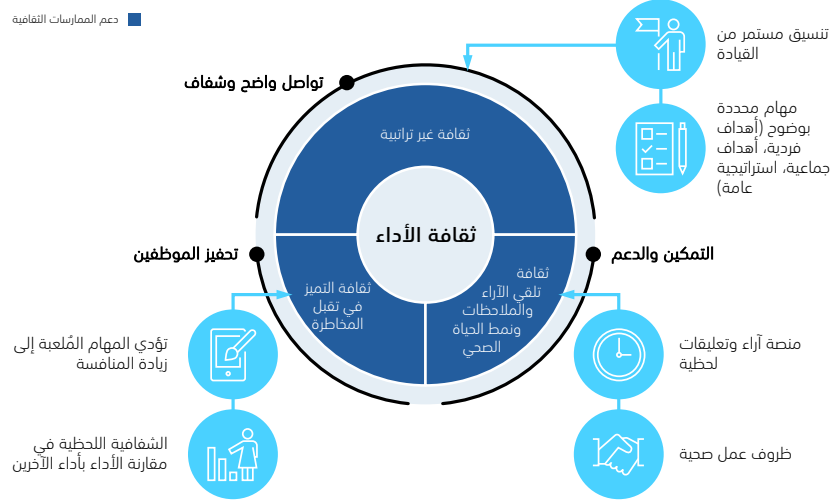 دعم الممارسات الثقافية
تنسيق مستمر من
القيادة
مهام محددة
بوضوح (أهداف
فردية، أهداف
جماعية، استراتيجية
عامة)
تواصل واضح وشفاف
ثقافة غير تراتبية
ثقافة الأداء
التمكين والدعم
تحفيز الموظفين
ثقافة
تلقي الآراء
والملاحظات
ونمط الحياة
الصحي
ثقافة التميز
في تقبل
المخاطرة
منصة آراء وتعليقات
لحظية
ظروف عمل صحية
تؤدي المهام المُلعبة إلى
زيادة المنافسة
الشفافية اللحظية في
مقارنة الأداء بأداء الآخرين